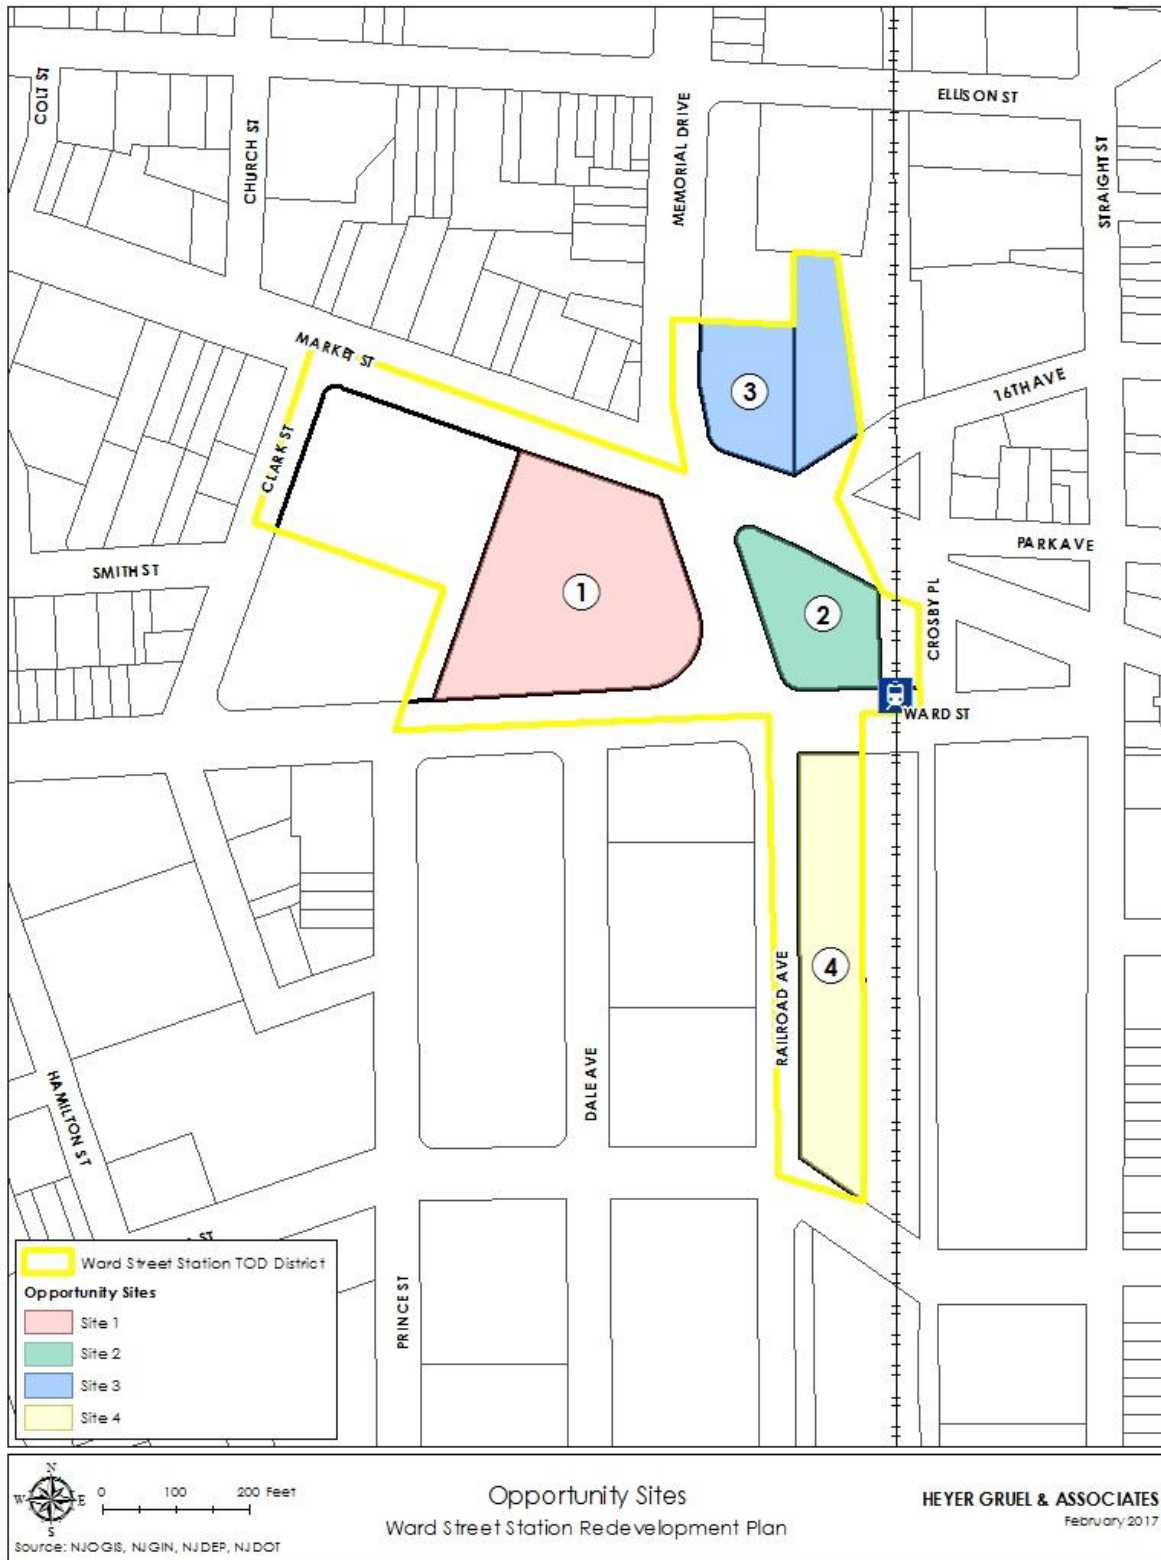 COLT ST
CHURCH ST
MEMORIAL DRIVE
ELLISON ST
STRAIGHT ST
MARKET ST
3
16TH AVE
CLARK ST
SMITH ST
PARK AVE
1
2
CROSBY PL
WARD ST
4
RAILROAD AVE
DALE AVE
HAMILTON ST
ST
PRINCE ST
Ward Street Station TOD District
Opportunity Sites
Site 1
Site 2
Site 3
Site 4
N
W E
S
0 100 200 Feet
Source: NJOGIS, NJGIN, NJDEP, NJDOT
Opportunity Sites
Ward Street Station Redevelopment Plan
HEYER GRUEL & ASSOCIATES
February 2017